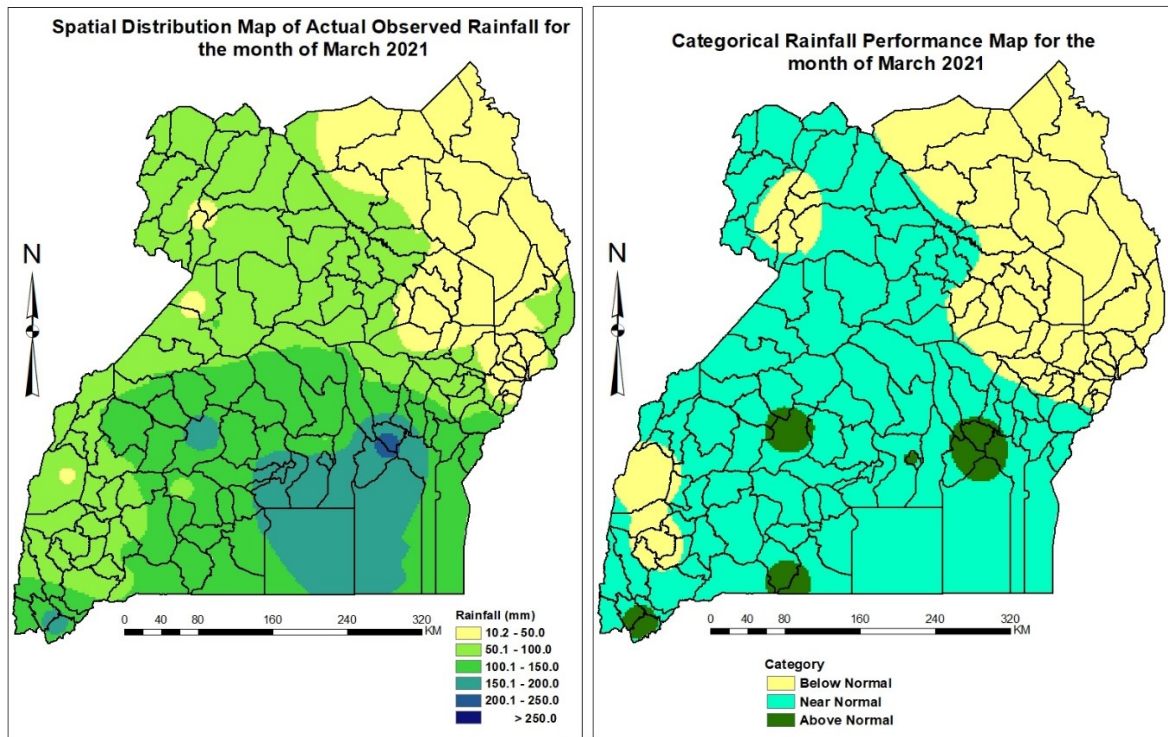 Spatial Distribution Map of Actual Observed Rainfall for
the month of March 2021
N
0 40 80 160 240 320
KM
Rainfall (mm)
10.2 - 50.0
50.1 - 100.0
100.1 - 150.0
150.1 - 200.0
200.1 - 250.0
> 250.0
Categorical Rainfall Performance Map for the
month of March 2021
N
0 40 80 160 240 320
KM
Category
Below Normal
Near Normal
Above Normal